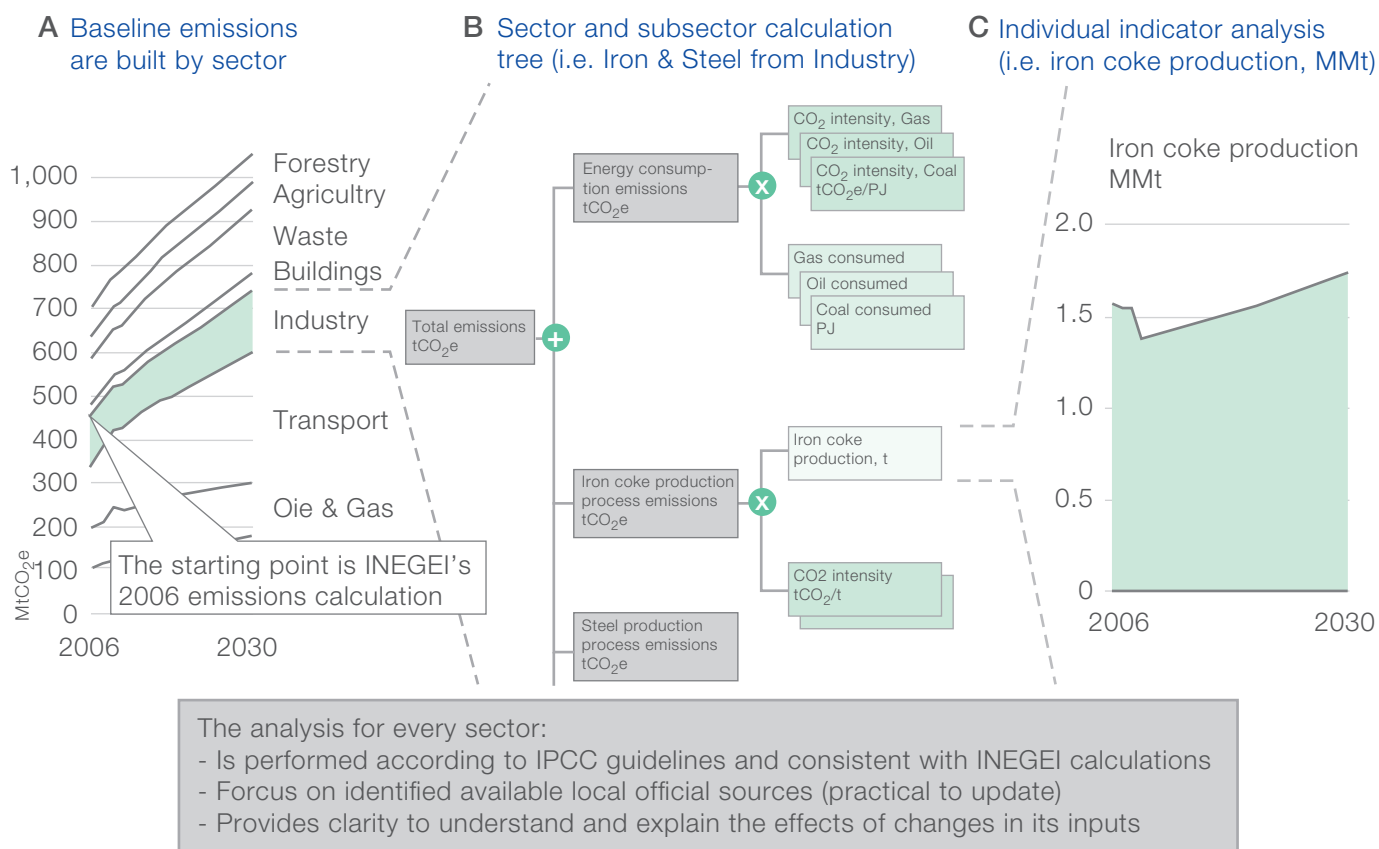 A Baseline emissions
are built by sector
B Sector and subsector calculation
tree (i.e. Iron & Steel from Industry)
C Individual indicator analysis
(i.e. iron coke production, MMt)
MtCO2e
1,000
900
800
700
600
500
400
300
200
100
0
2006
2030
Forestry
Agricultry
Waste
Buildings
Industry
Transport
Oie & Gas
The starting point is INEGEI’s
2006 emissions calculation
Total emissions
tCO2e
+
Energy consump-
tion emissions
tCO2e
x
CO2 intensity, Gas
CO2 intensity, Oil
CO2 intensity, Coal
tCO2e/PJ
Gas consumed
Oil consumed
Coal consumed
PJ
Iron coke production
process emissions
tCO2e
x
Iron coke
production, t
CO2 intensity
tCO2/t
Steel production
process emissions
tCO2e
Iron coke production
MMt
2.0
1.5
1.0
0.5
0
2006
2030
The analysis for every sector:
- Is performed according to IPCC guidelines and consistent with INEGEI calculations
- Forcus on identified available local official sources (practical to update)
- Provides clarity to understand and explain the effects of changes in its inputs